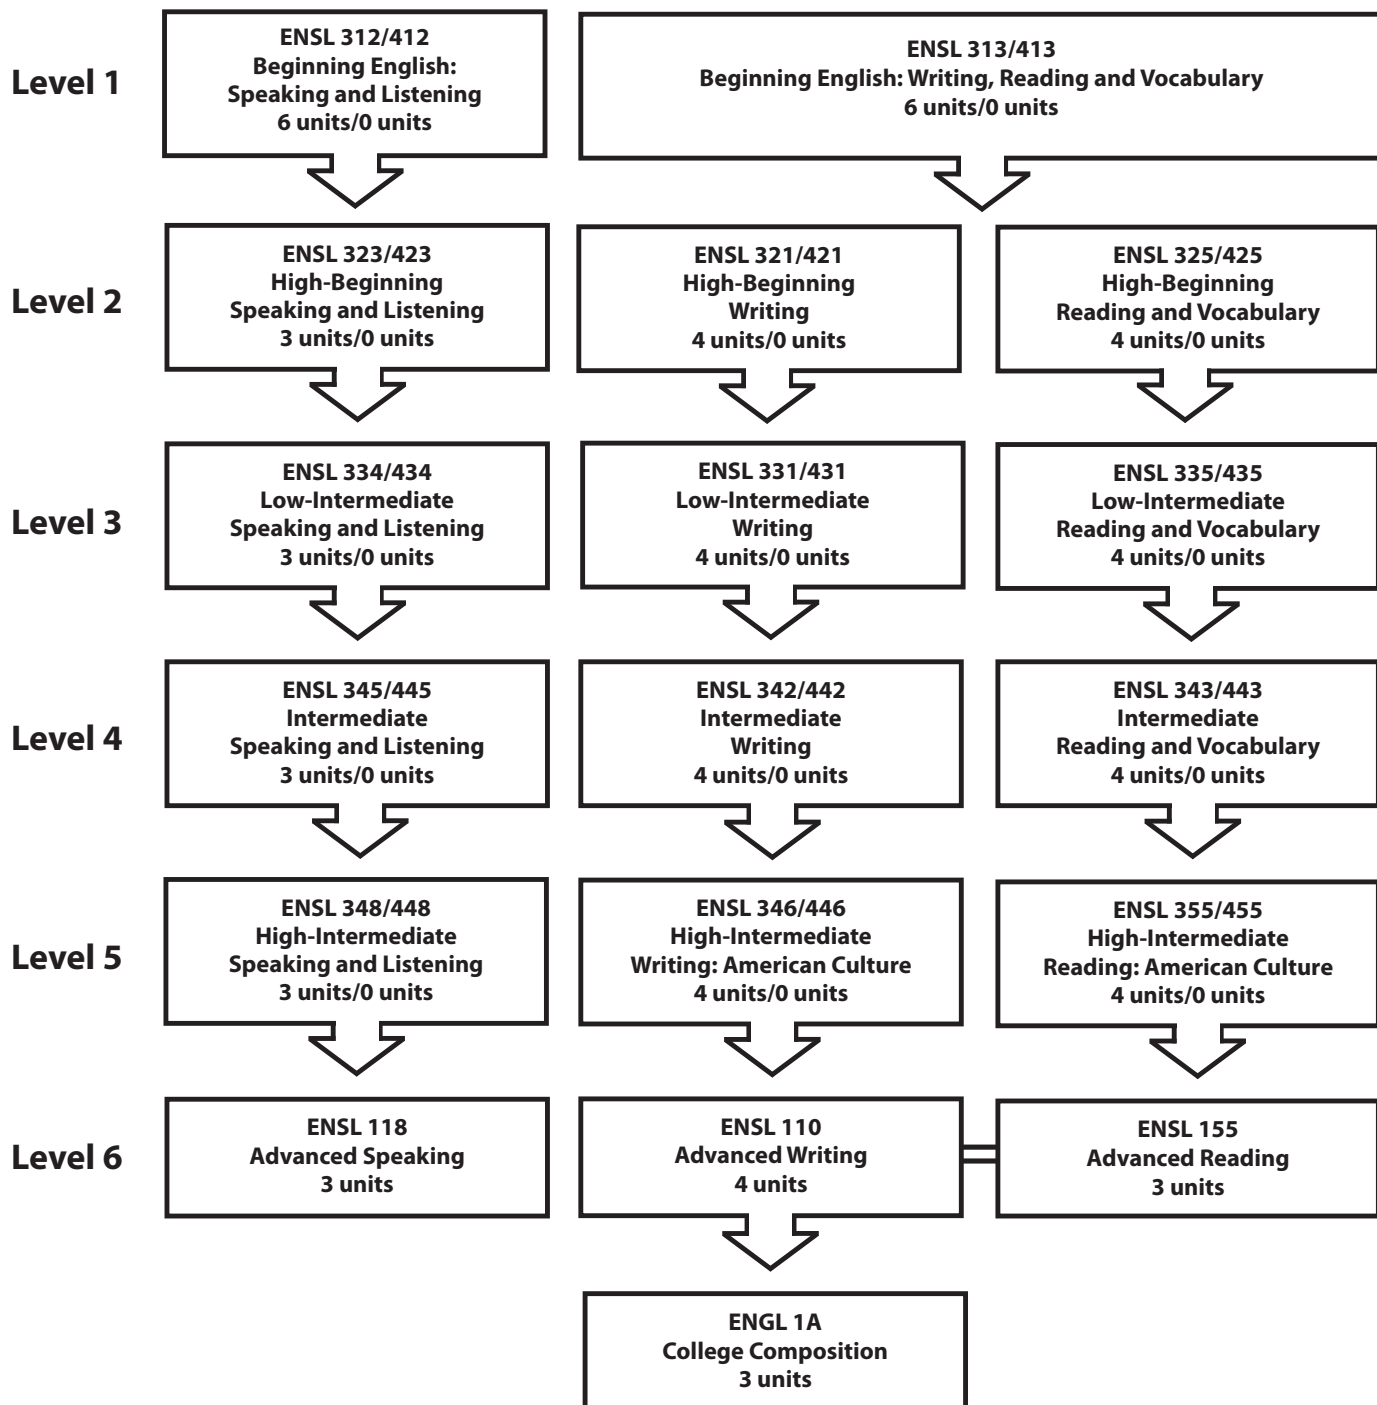 Level 1
ENSL 312/412
Beginning English:
Speaking and Listening
6 units/0 units
ENSL 313/413
Beginning English: Writing, Reading and Vocabulary
6 units/0 units
Level 2
ENSL 323/423
High-Beginning
Speaking and Listening
3 units/0 units
ENSL 321/421
High-Beginning
Writing
4 units/0 units
ENSL 325/425
High-Beginning
Reading and Vocabulary
4 units/0 units
Level 3
ENSL 334/434
Low-Intermediate
Speaking and Listening
3 units/0 units
ENSL 331/431
Low-Intermediate
Writing
4 units/0 units
ENSL 335/435
Low-Intermediate
Reading and Vocabulary
4 units/0 units
Level 4
ENSL 345/445
Intermediate
Speaking and Listening
3 units/0 units
ENSL 342/442
Intermediate
Writing
4 units/0 units
ENSL 343/443
Intermediate
Reading and Vocabulary
4 units/0 units
Level 5
ENSL 348/448
High-Intermediate
Speaking and Listening
3 units/0 units
ENSL 346/446
High-Intermediate
Writing: American Culture
4 units/0 units
ENSL 355/455
High-Intermediate
Reading: American Culture
4 units/0 units
Level 6
ENSL 118
Advanced Speaking
3 units
ENSL 110
Advanced Writing
4 units
ENSL 155
Advanced Reading
3 units
ENGL 1A
College Composition
3 units